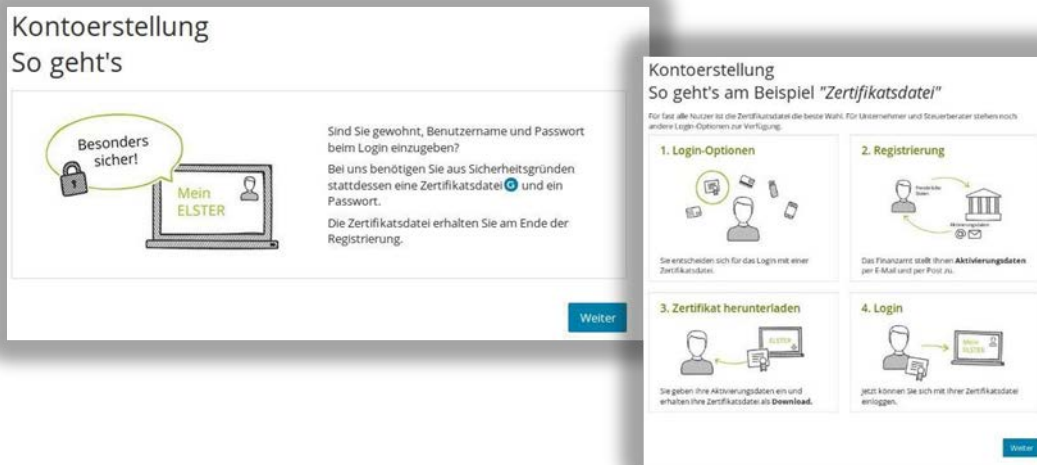 Kontoerstellung
So geht's
Besonders
sicher!
Mein
ELSTER
Sind Sie gewohnt, Benutzername und Passwort
beim Login einzugeben?
Bei uns benötigen Sie aus Sicherheitsgründen
stattdessen eine Zertifikatsdatei G und ein
Passwort.
Die Zertifikatsdatei erhalten Sie am Ende der
Registrierung.
Weiter
Kontoerstellung
So geht's am Beispiel "Zertifikatsdatei"
Für fast alle Nutzer ist die Zertifikatsdatei die beste Wahl. Für Unternehmer und Steuerberater stehen noch
andere Login-Optionen zur Verfügung.
1. Login-Optionen
Sie entscheiden sich für das Login mit einer
Zertifikatsdatei.
2. Registrierung
Persönliche
Daten
Aktivierungsdaten
@
Das Finanzamt stellt Ihnen Aktivierungsdaten
per E-Mail und per Post zu.
3. Zertifikat herunterladen
ELSTER
Sie geben Ihre Aktivierungsdaten ein und
erhalten Ihre Zertifikatsdatei als Download.
4. Login
Mein
ELSTER
Jetzt können Sie sich mit Ihrer Zertifikatsdatei
einloggen.
Weiter